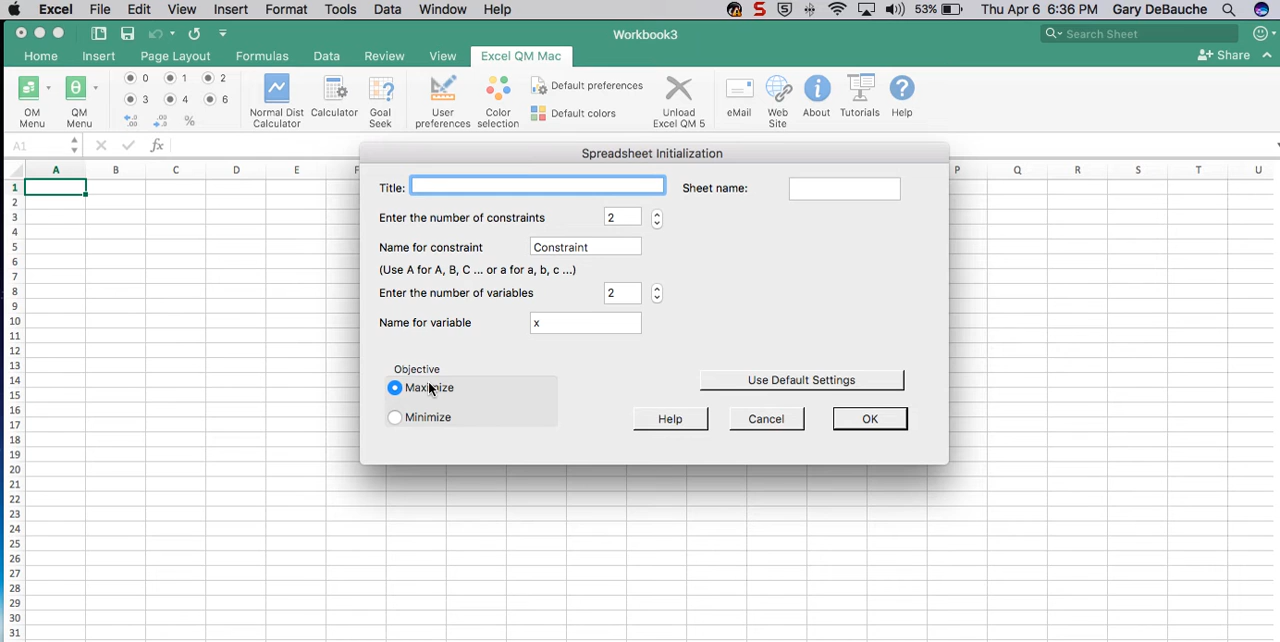 Excel File Edit View Insert Format Tools Data Window Help 53% Thu Apr 6 6:36 PM Gary DeBauche
Workbook3 Search Sheet
Home Insert Page Layout Formulas Data Review View Excel QM Mac Share
0 1 2
3 4 6
%
OM Menu
QM Menu
Normal Dist Calculator
Calculator
Goal Seek
User preferences
Color selection
Default preferences
Default colors
Unload Excel QM 5
eMail
Web Site
About
Tutorials
Help
A1 fx
A B C D E F P Q R S T U
Spreadsheet Initialization
Title: Sheet name:
Enter the number of constraints 2
Name for constraint Constraint
(Use A for A, B, C ... or a for a, b, c ...)
Enter the number of variables 2
Name for variable x
Objective
Maximize
Minimize
Use Default Settings
Help Cancel OK
1
2
3
4
5
6
7
8
9
10
11
12
13
14
15
16
17
18
19
20
21
22
23
24
25
26
27
28
29
30
31